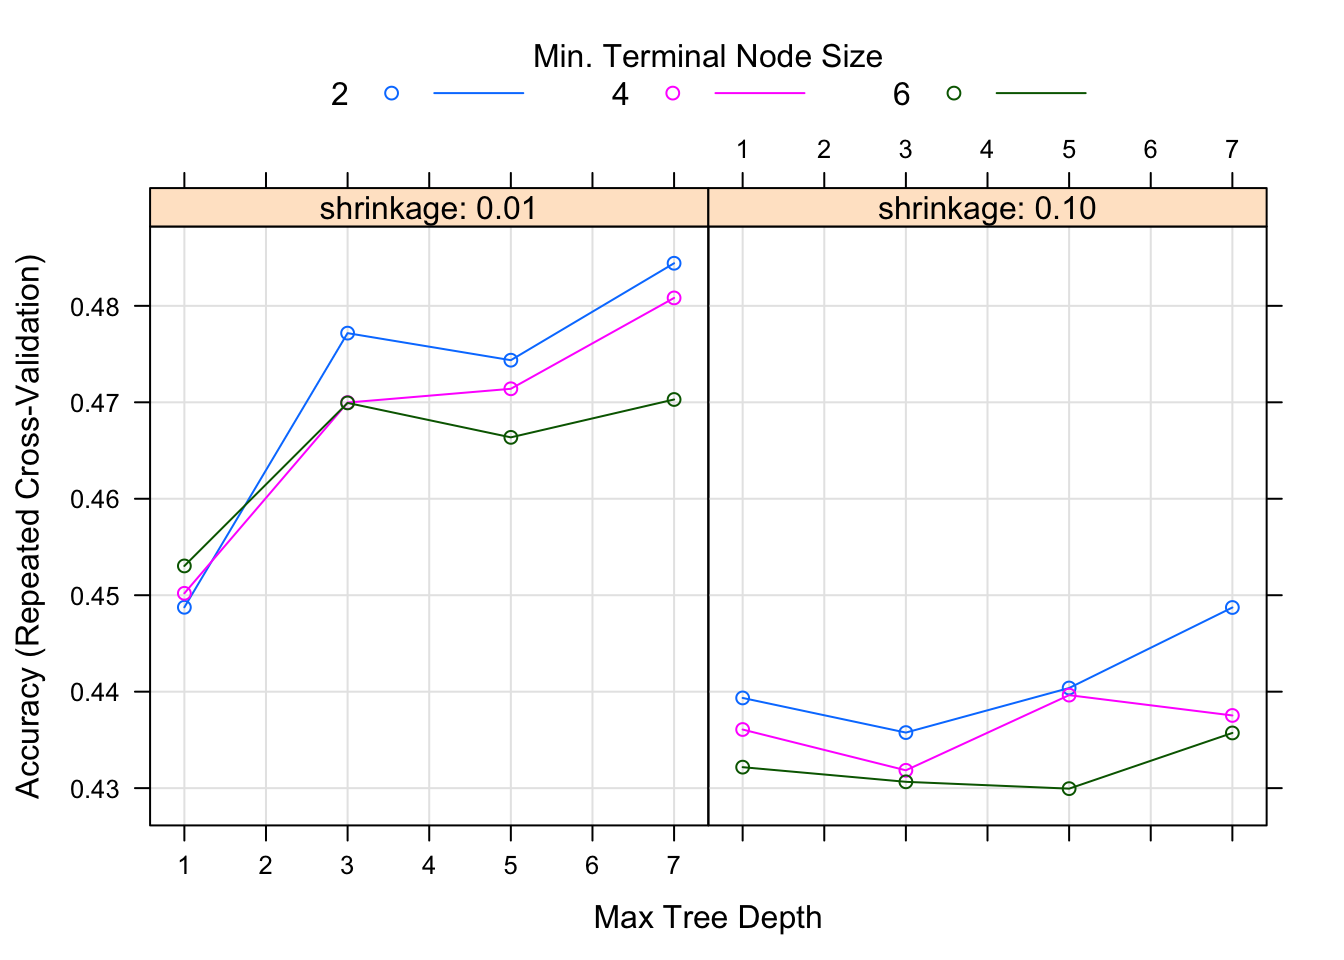 Min. Terminal Node Size
2 4 6
1 2 3 4 5 6 7
shrinkage: 0.01 shrinkage: 0.10
Accuracy (Repeated Cross-Validation)
0.48
0.47
0.46
0.45
0.44
0.43
1 2 3 4 5 6 7
Max Tree Depth